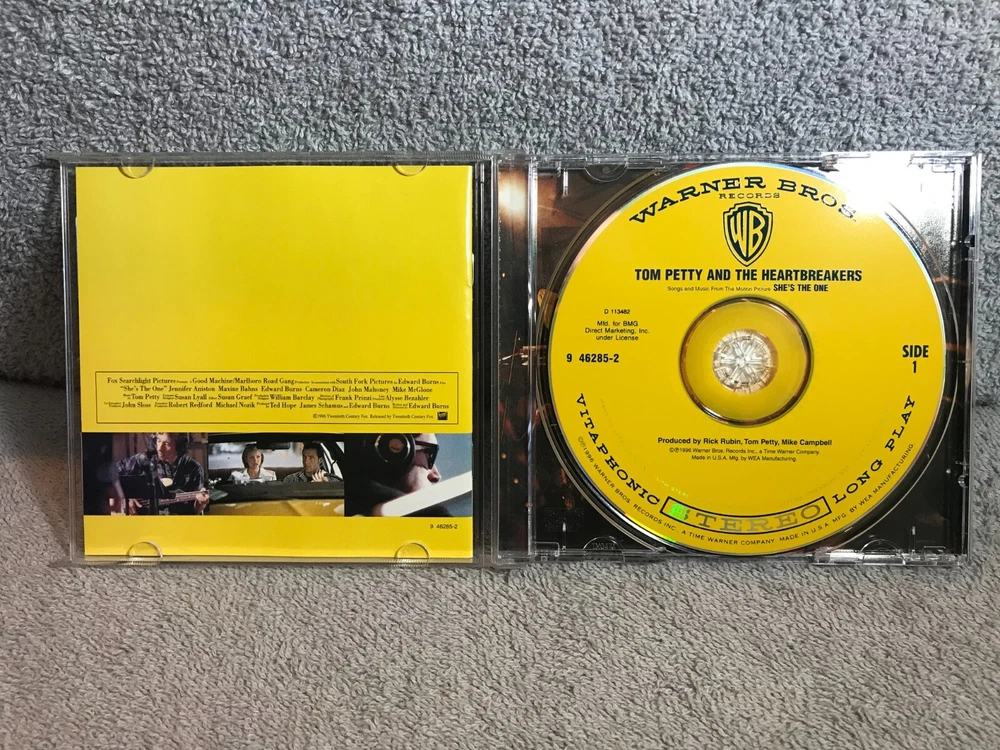 Fox Searchlight Pictures Good Machine/Marlboro Road Gang South Fork Pictures Edward Burns
"She's The One" Jennifer Aniston Maxine Bahns Edward Burns Cameron Diaz John Mahoney Mike McGlone
Tom Petty Susan Lyall Susan Graef William Barclay Frank Prinzi Alysse Bezahler
John Sloss Robert Redford Michael Nozik Ted Hope James Schamus and Edward Burns Edward Burns
©1996 Twentieth Century Fox. Released by Twentieth Century Fox.
9 46285-2
WARNER BROS.
RECORDS
WB
TOM PETTY AND THE HEARTBREAKERS
Songs and Music From The Motion Picture SHE'S THE ONE
D 113482
Mfd. for BMG
Direct Marketing, Inc.
under License
9 46285-2
SIDE
1
Produced by Rick Rubin, Tom Petty, Mike Campbell
©℗1996 Warner Bros. Records Inc., a Time Warner Company.
Made in U.S.A. Mfg. by WEA Manufacturing.
VITAPHONIC STEREO LONG PLAY
©℗1996 WARNER BROS. RECORDS INC. A TIME WARNER COMPANY MADE IN U.S.A. MFG. BY WEA MANUFACTURING